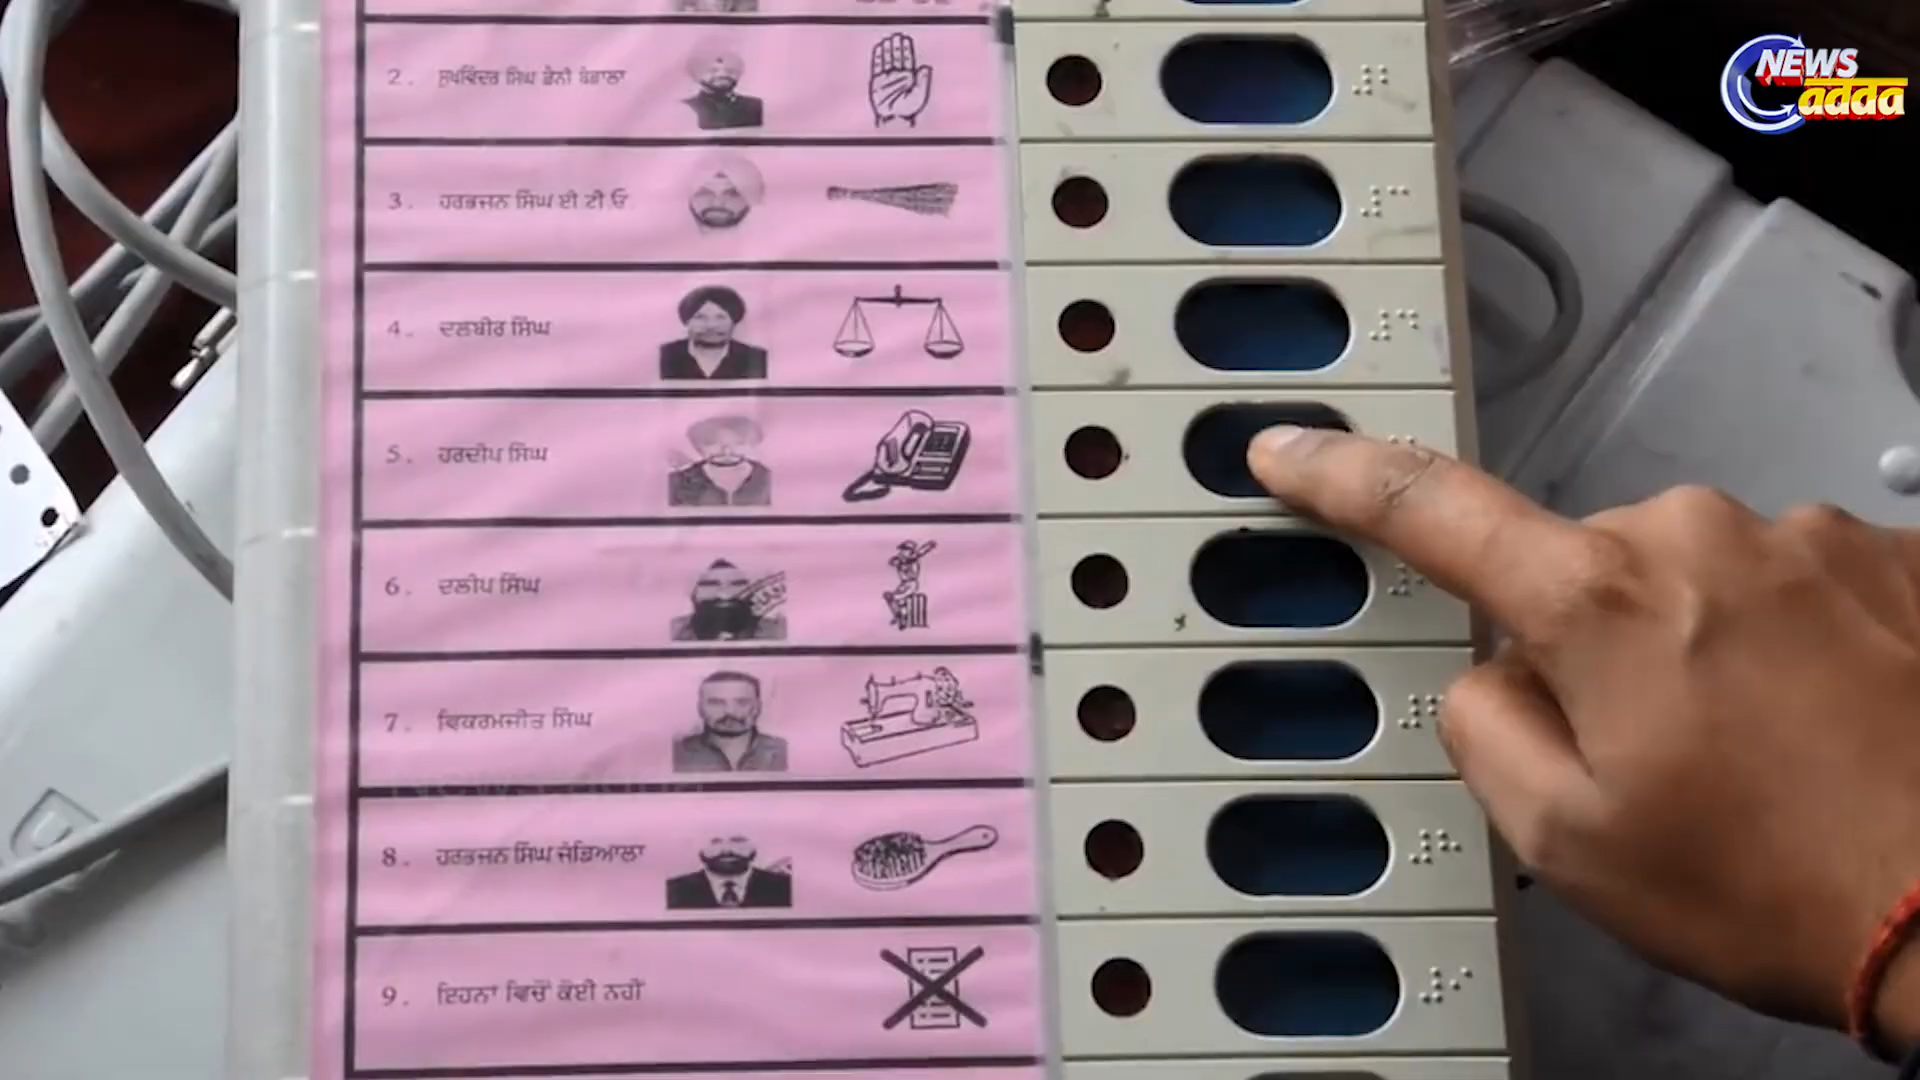 NEWS adda
2. ਸੁਖਵਿੰਦਰ ਸਿੰਘ ਡੈਨੀ ਬੰਡਾਲਾ
3. ਹਰਭਜਨ ਸਿੰਘ ਈ ਟੀ ਓ
4. ਦਲਬੀਰ ਸਿੰਘ
5. ਹਰਦੀਪ ਸਿੰਘ
6. ਦਲੀਪ ਸਿੰਘ
7. ਵਿਕਰਮਜੀਤ ਸਿੰਘ
8. ਹਰਭਜਨ ਸਿੰਘ ਜੰਡਿਆਲਾ
9. ਇਹਨਾ ਵਿਚੋਂ ਕੋਈ ਨਹੀਂ